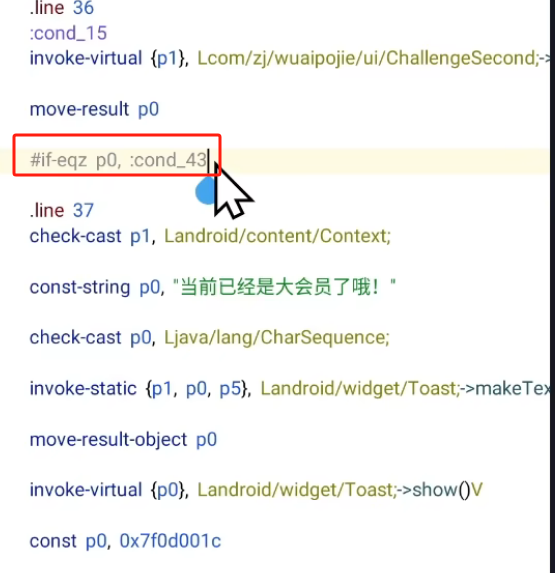 .line 36
:cond_15
invoke-virtual {p1}, Lcom/zj/wuaipojie/ui/ChallengeSecond;->
move-result p0
#if-eqz p0, :cond_43
.line 37
check-cast p1, Landroid/content/Context;
const-string p0, "当前已经是大会员了哦！"
check-cast p0, Ljava/lang/CharSequence;
invoke-static {p1, p0, p5}, Landroid/widget/Toast;->makeTex
move-result-object p0
invoke-virtual {p0}, Landroid/widget/Toast;->show()V
const p0, 0x7f0d001c